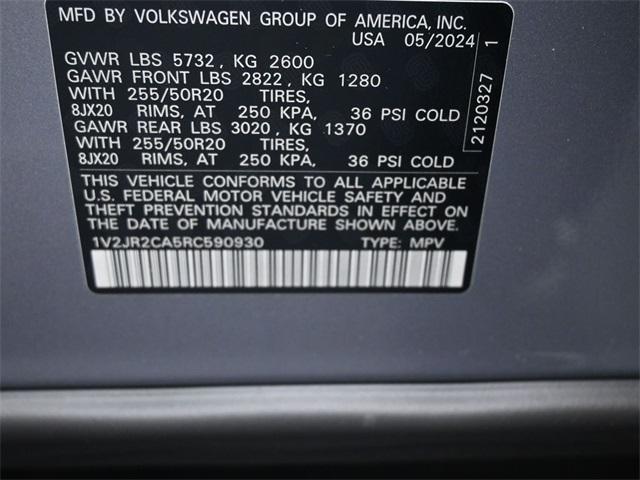 MFD BY VOLKSWAGEN GROUP OF AMERICA, INC.
USA 05/2024
GVWR LBS 5732, KG 2600
GAWR FRONT LBS 2822, KG 1280
WITH 255/50R20 TIRES,
8JX20 RIMS, AT 250 KPA, 36 PSI COLD
GAWR REAR LBS 3020, KG 1370
WITH 255/50R20 TIRES,
8JX20 RIMS, AT 250 KPA, 36 PSI COLD
THIS VEHICLE CONFORMS TO ALL APPLICABLE
U.S. FEDERAL MOTOR VEHICLE SAFETY AND
THEFT PREVENTION STANDARDS IN EFFECT ON
THE DATE OF MANUFACTURE SHOWN ABOVE.
1V2JR2CA5RC590930 TYPE: MPV
2120327 1